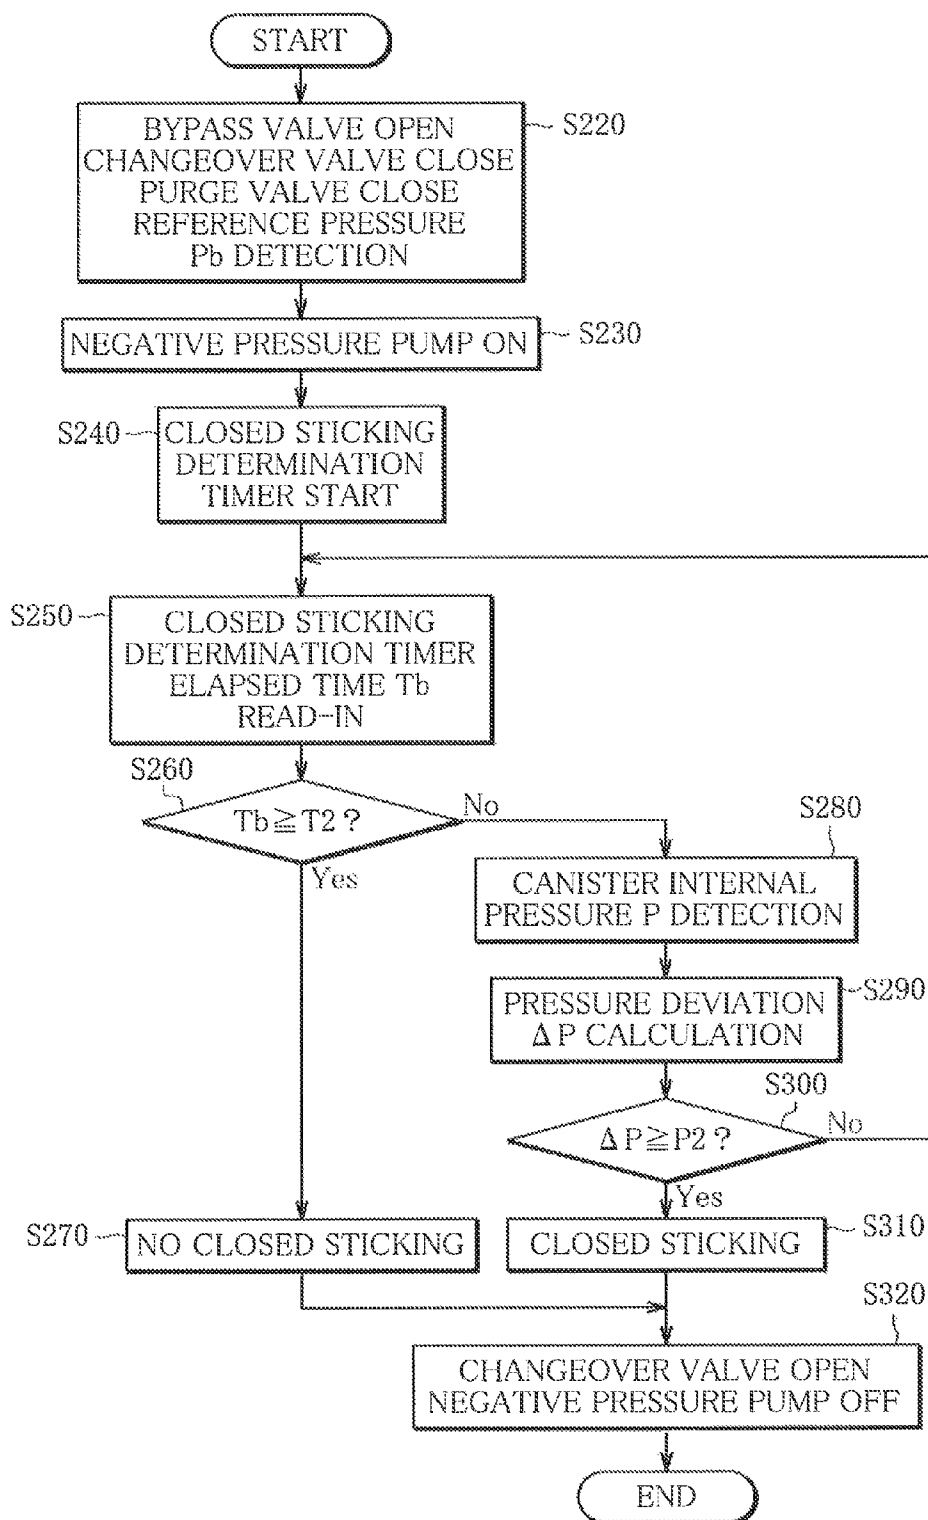 START
BYPASS VALVE OPEN
CHANGEOVER VALVE CLOSE
PURGE VALVE CLOSE
REFERENCE PRESSURE
Pb DETECTION
S220
NEGATIVE PRESSURE PUMP ON
S230
S240
CLOSED STICKING
DETERMINATION
TIMER START
S250
CLOSED STICKING
DETERMINATION TIMER
ELAPSED TIME Tb
READ-IN
S260
Tb≧T2?
No
Yes
S280
CANISTER INTERNAL
PRESSURE P DETECTION
S290
PRESSURE DEVIATION
ΔP CALCULATION
S300
ΔP≧P2?
No
Yes
S270
NO CLOSED STICKING
S310
CLOSED STICKING
S320
CHANGEOVER VALVE OPEN
NEGATIVE PRESSURE PUMP OFF
END